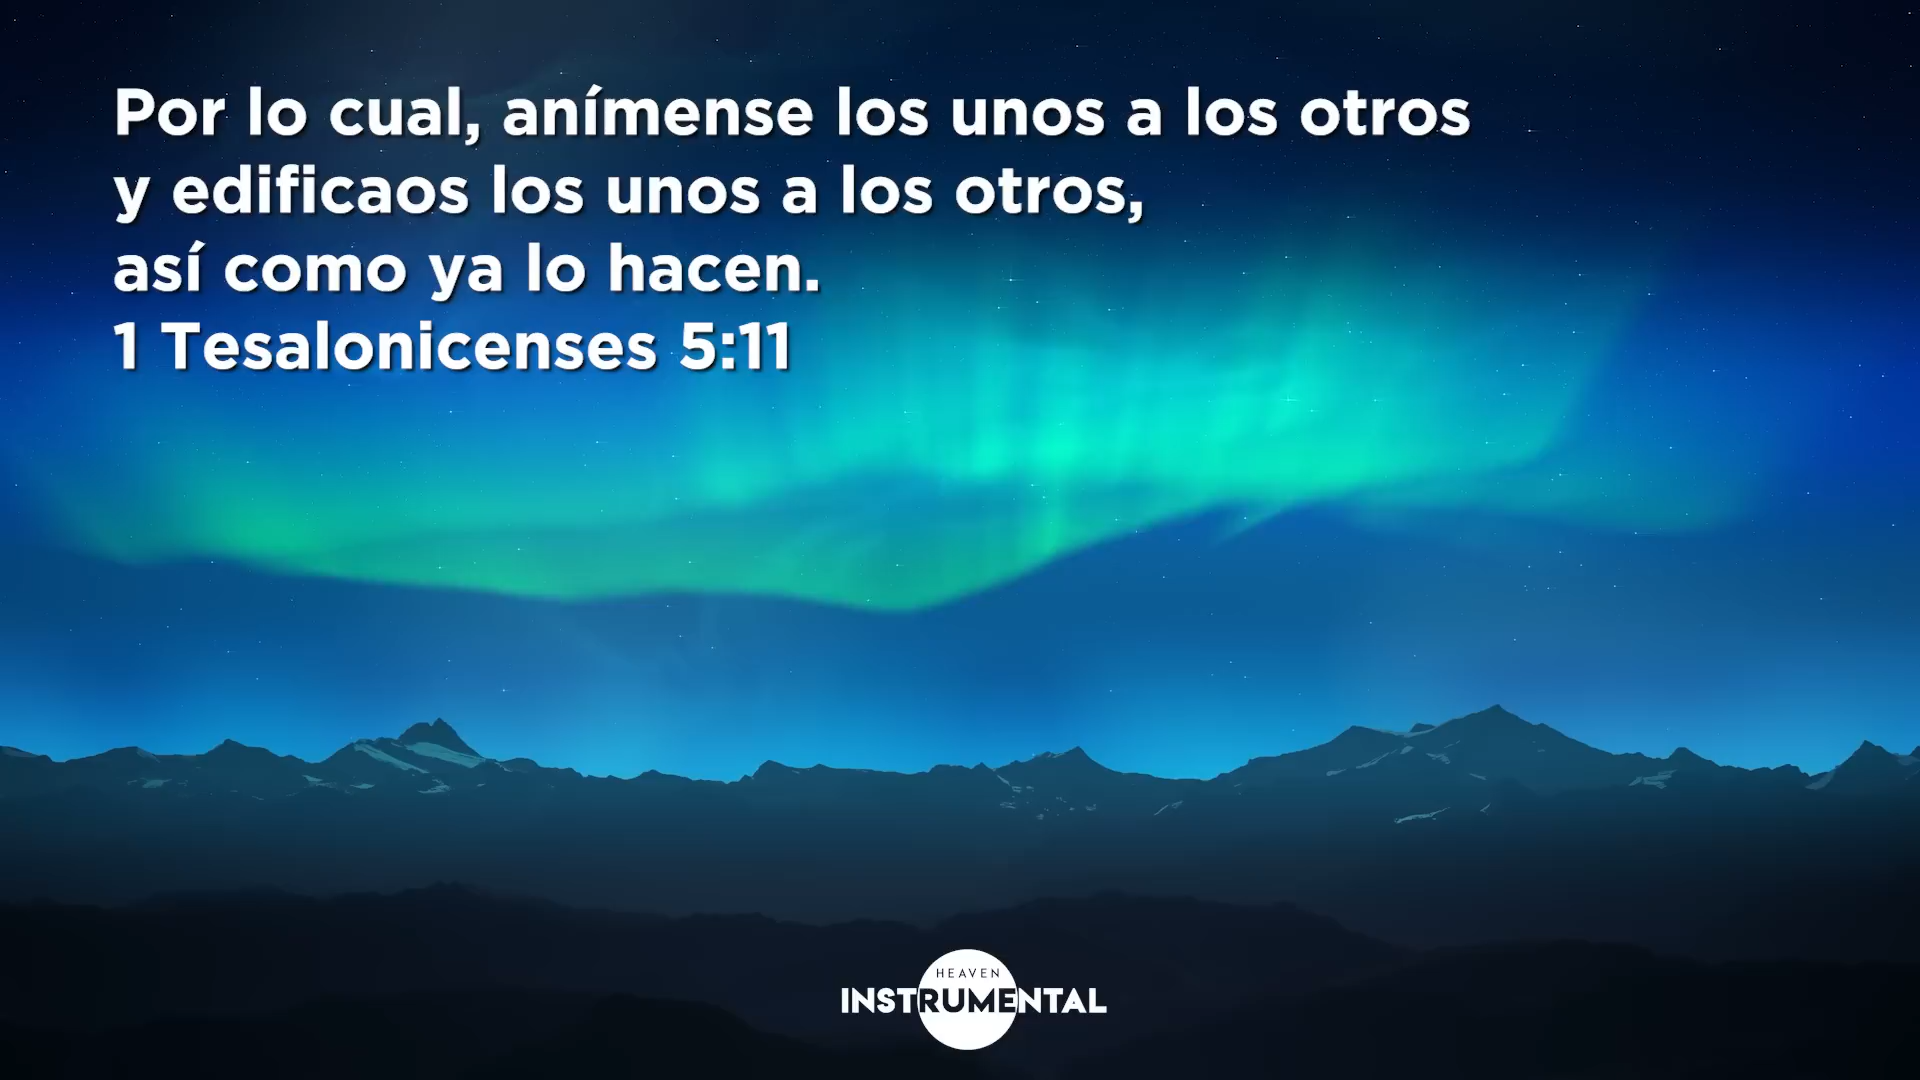 Por lo cual, anímense los unos a los otros
y edificaos los unos a los otros,
así como ya lo hacen.
1 Tesalonicenses 5:11
HEAVEN
INSTRUMENTAL